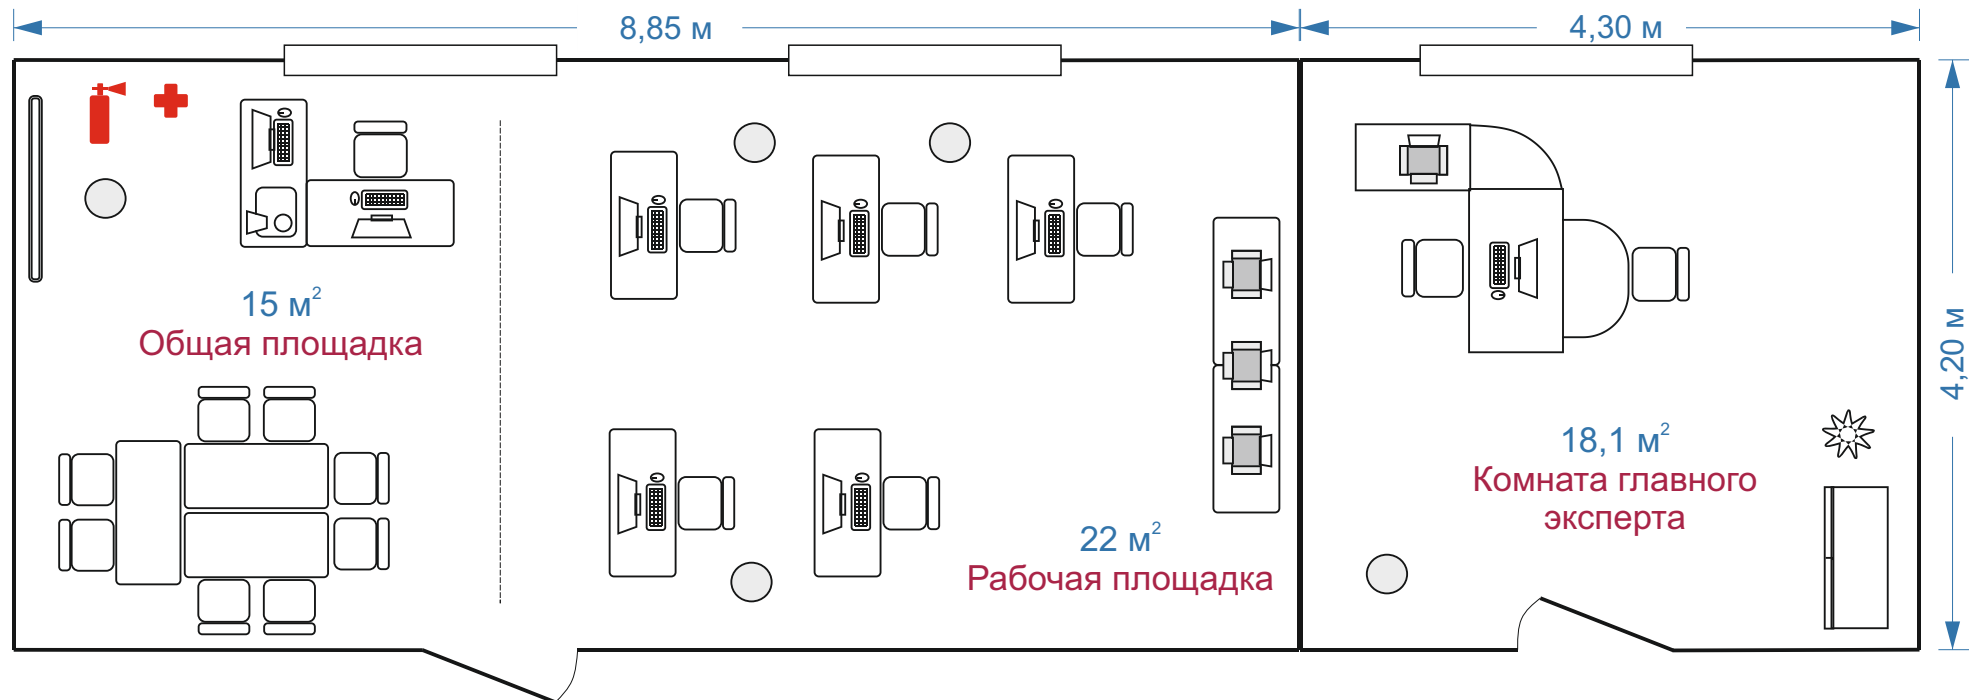 8,85 м
4,30 м
4,20 м
15 м²
Общая площадка
22 м²
Рабочая площадка
18,1 м²
Комната главного
эксперта